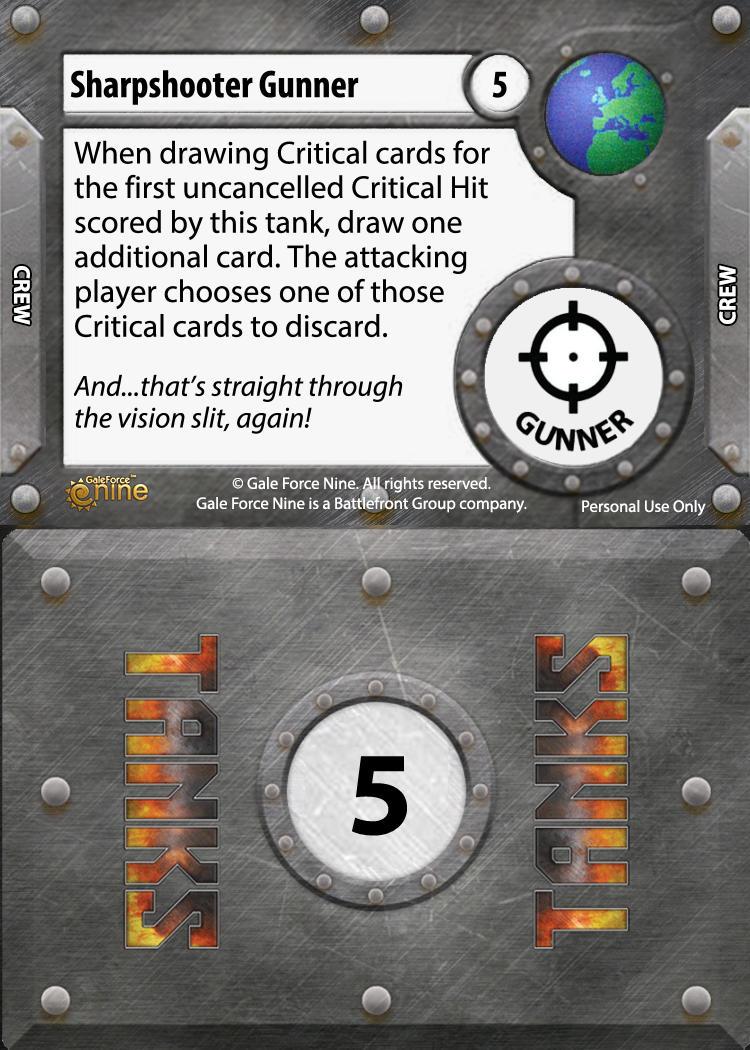 Sharpshooter Gunner
5
When drawing Critical cards for
the first uncancelled Critical Hit
scored by this tank, draw one
additional card. The attacking
player chooses one of those
Critical cards to discard.
And...that's straight through
the vision slit, again!
CREW
CREW
GUNNER
GaleForce™
nine
© Gale Force Nine. All rights reserved.
Gale Force Nine is a Battlefront Group company.
Personal Use Only
TANKS
5
TANKS